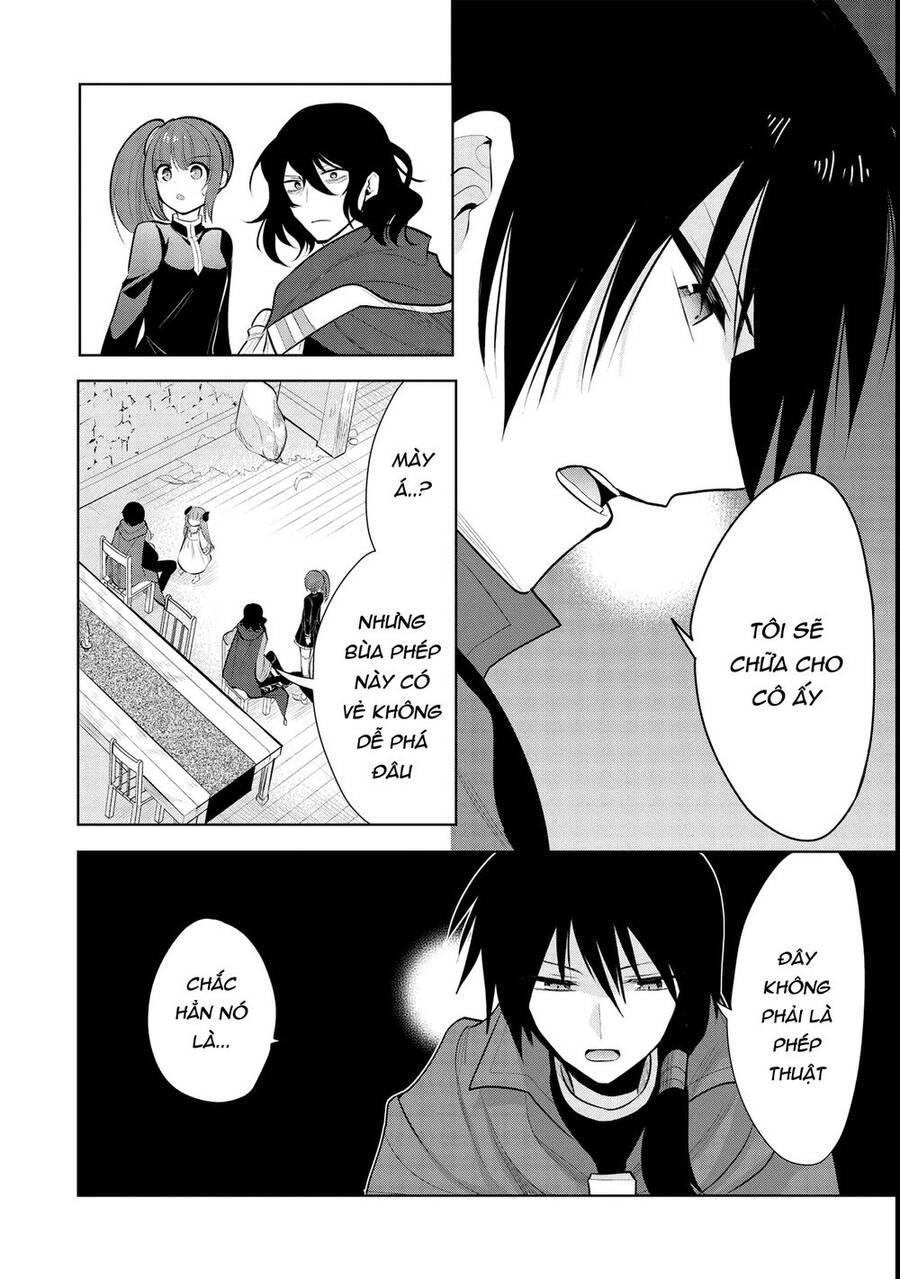 TÔI SẼ
CHỮA CHO
CÔ ẤY
MÀY
Á..?
NHƯNG
BÙA PHÉP
NÀY CÓ
VẺ KHÔNG
DỄ PHÁ
ĐÂU
ĐÂY
KHÔNG
PHẢI LÀ
PHÉP
THUẬT
CHẮC
HẲN NÓ
LÀ...